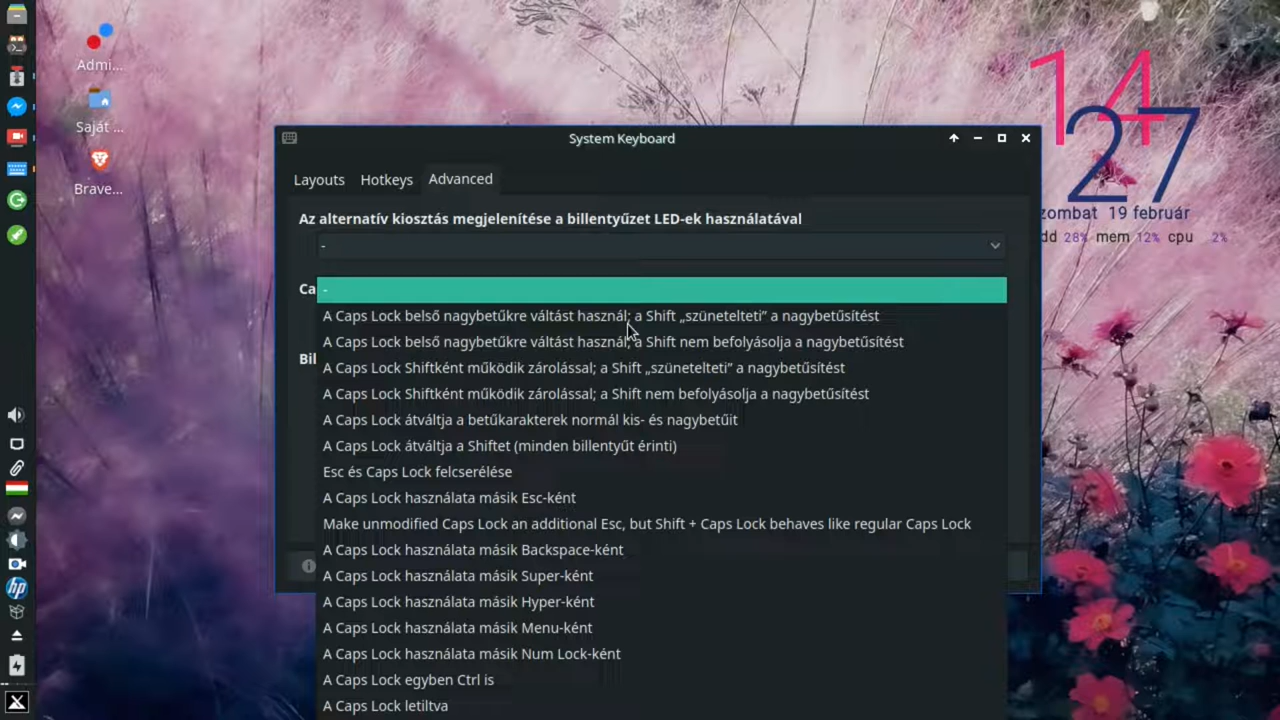 Admi...
Saját ...
Brave...
14
27
zombat 19 február
dd 28% mem 12% cpu 2%
System Keyboard
Layouts Hotkeys Advanced
Az alternatív kiosztás megjelenítése a billentyűzet LED-ek használatával
-
Ca
-
A Caps Lock belső nagybetűkre váltást használ; a Shift „szünetelteti” a nagybetűsítést
A Caps Lock belső nagybetűkre váltást használ; a Shift nem befolyásolja a nagybetűsítést
Bil
A Caps Lock Shiftként működik zárolással; a Shift „szünetelteti” a nagybetűsítést
A Caps Lock Shiftként működik zárolással; a Shift nem befolyásolja a nagybetűsítést
A Caps Lock átváltja a betűkarakterek normál kis- és nagybetűit
A Caps Lock átváltja a Shiftet (minden billentyűt érinti)
Esc és Caps Lock felcserélése
A Caps Lock használata másik Esc-ként
Make unmodified Caps Lock an additional Esc, but Shift + Caps Lock behaves like regular Caps Lock
A Caps Lock használata másik Backspace-ként
A Caps Lock használata másik Super-ként
A Caps Lock használata másik Hyper-ként
A Caps Lock használata másik Menu-ként
A Caps Lock használata másik Num Lock-ként
A Caps Lock egyben Ctrl is
A Caps Lock letiltva
hp